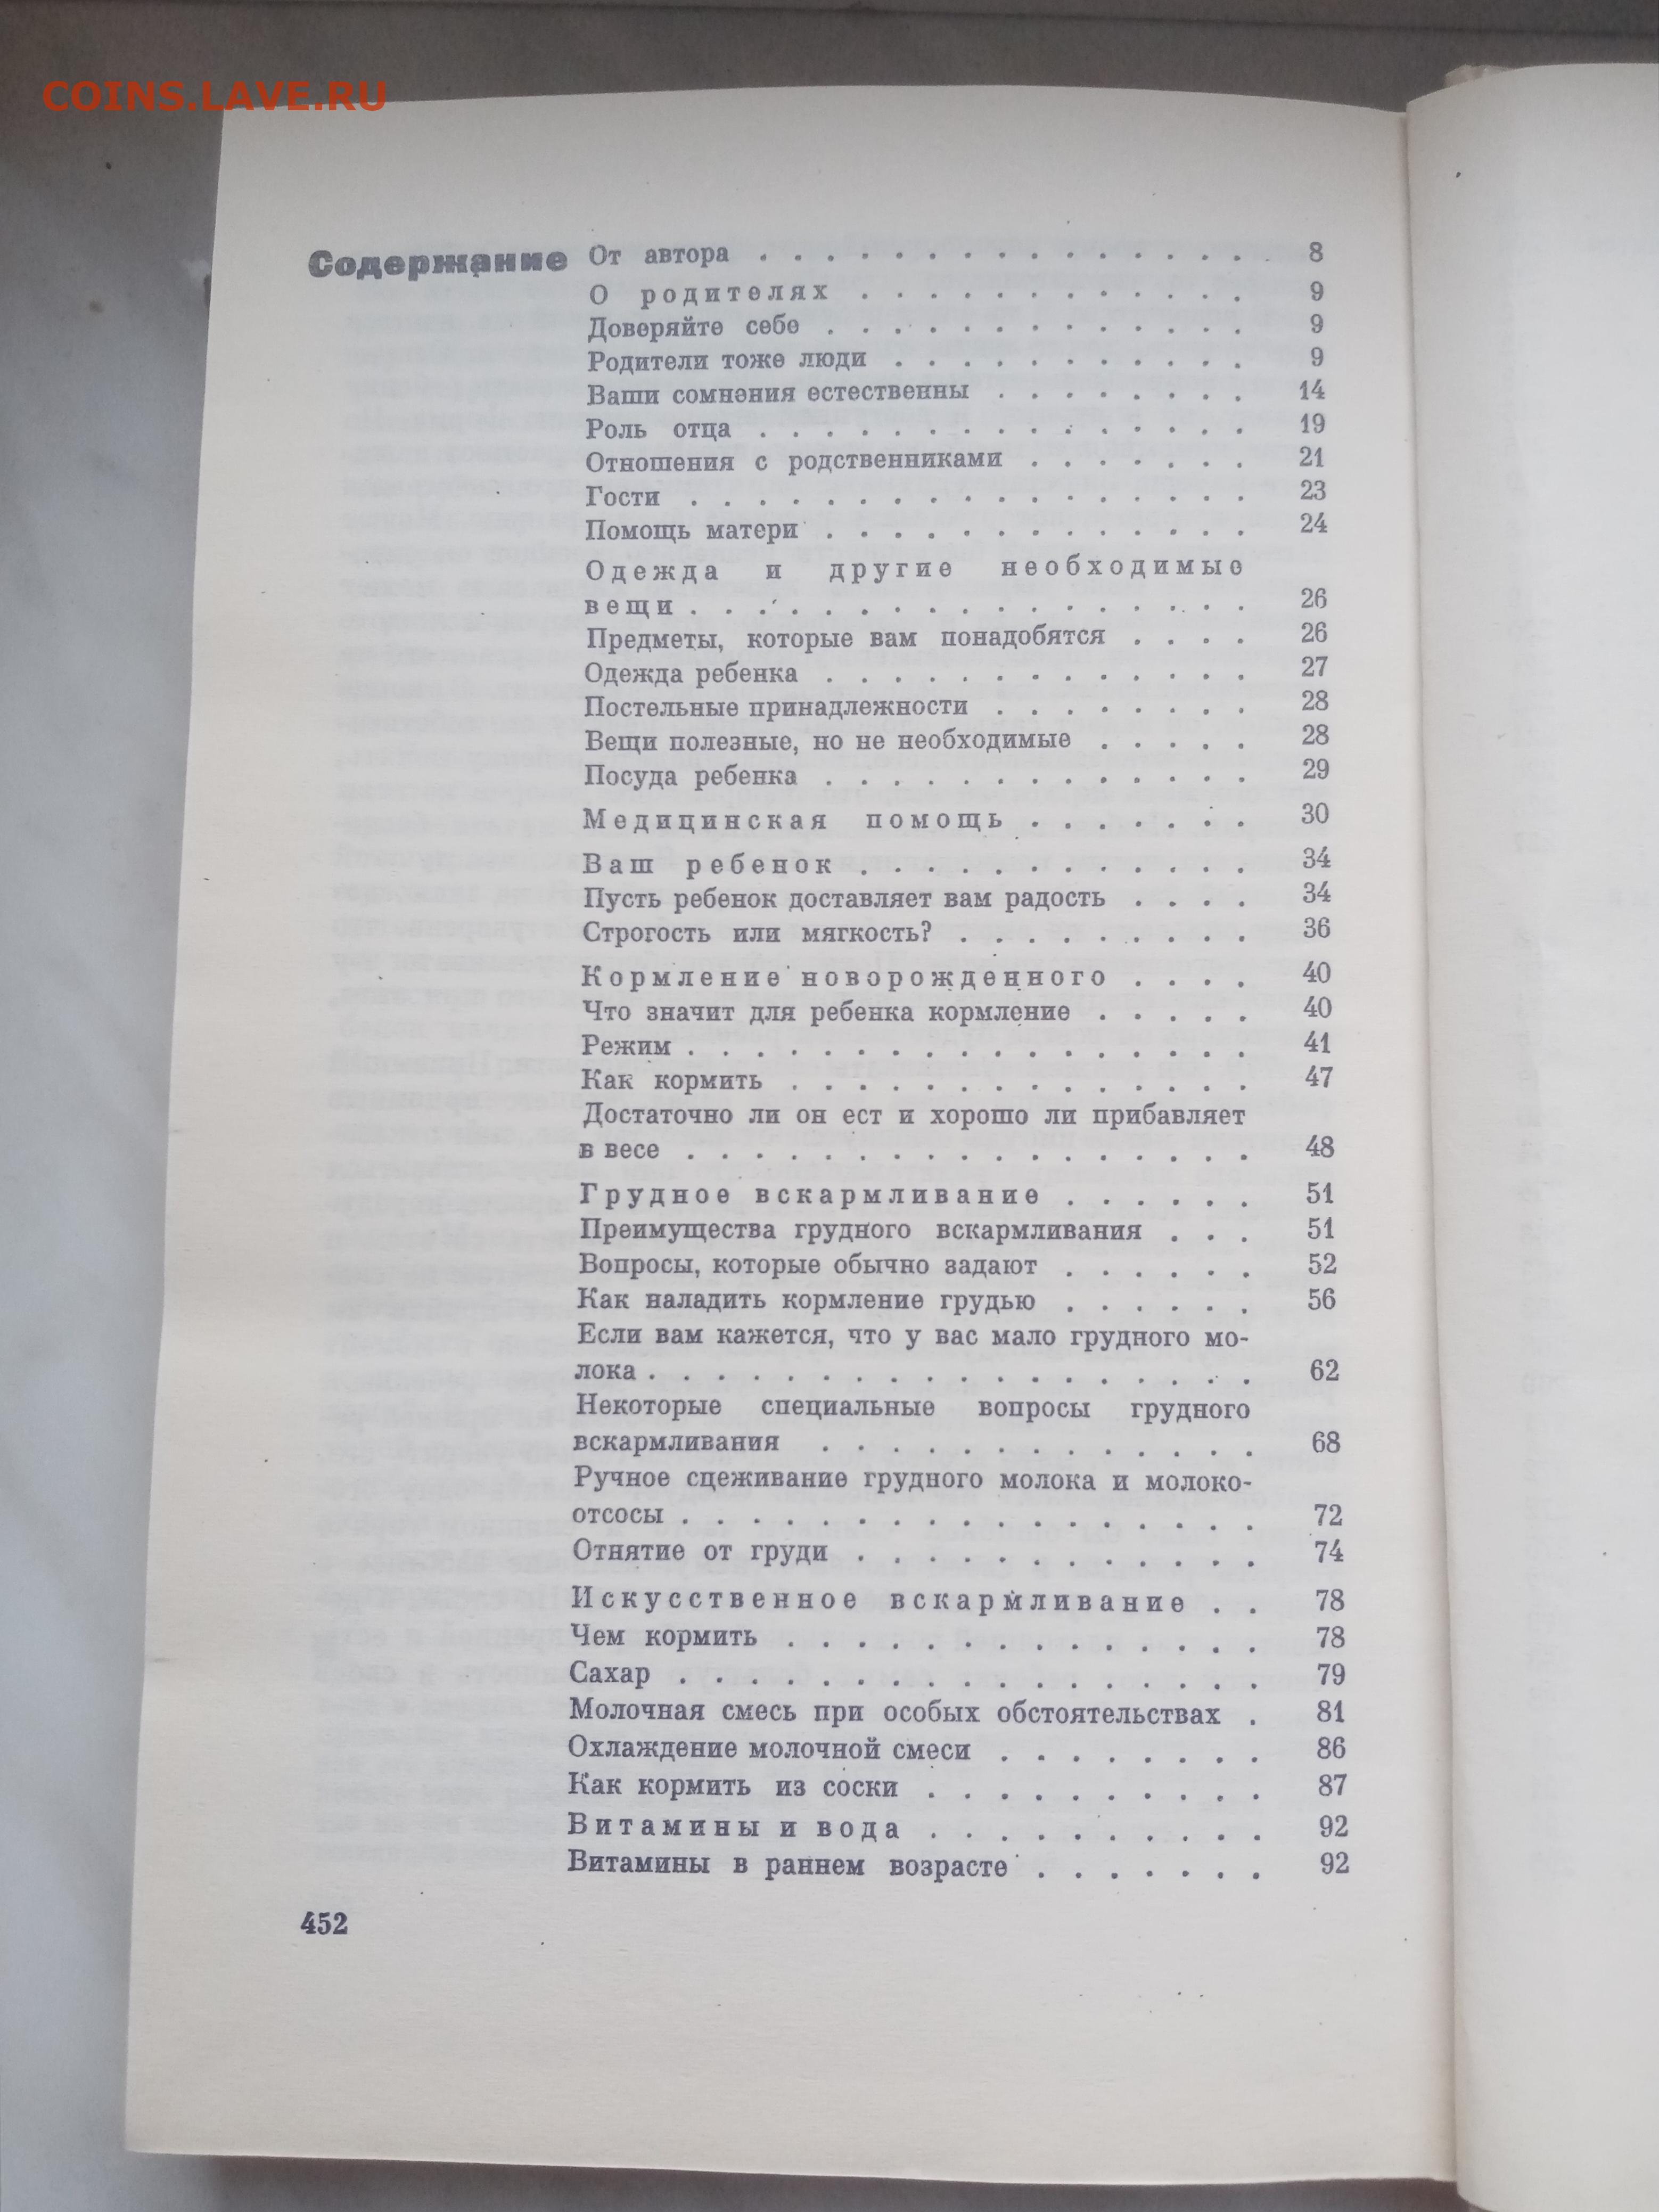 COINS.LAVE.RU
Содержание
От автора . . . . . . . . . . . . . . . 8
О родителях . . . . . . . . . . . . 9
Доверяйте себе . . . . . . . . . . . . . 9
Родители тоже люди . . . . . . . . . . . 9
Ваши сомнения естественны . . . . . . . . 14
Роль отца . . . . . . . . . . . . . . . 19
Отношения с родственниками . . . . . . . 21
Гости . . . . . . . . . . . . . . . . . 23
Помощь матери . . . . . . . . . . . . . 24
Одежда и другие необходимые
вещи . . . . . . . . . . . . . . . . . 26
Предметы, которые вам понадобятся . . . . 26
Одежда ребенка . . . . . . . . . . . . . 27
Постельные принадлежности . . . . . . . . 28
Вещи полезные, но не необходимые . . . . . 28
Посуда ребенка . . . . . . . . . . . . . 29
Медицинская помощь . . . . . . . 30
Ваш ребенок . . . . . . . . . . . . 34
Пусть ребенок доставляет вам радость . . . . 34
Строгость или мягкость? . . . . . . . . . 36
Кормление новорожденного . . . . 40
Что значит для ребенка кормление . . . . . 40
Режим . . . . . . . . . . . . . . . . . 41
Как кормить . . . . . . . . . . . . . . 47
Достаточно ли он ест и хорошо ли прибавляет
в весе . . . . . . . . . . . . . . . . . 48
Грудное вскармливание . . . . . . 51
Преимущества грудного вскармливания . . . 51
Вопросы, которые обычно задают . . . . . . 52
Как наладить кормление грудью . . . . . . 56
Если вам кажется, что у вас мало грудного мо-
лока . . . . . . . . . . . . . . . . . . 62
Некоторые специальные вопросы грудного
вскармливания . . . . . . . . . . . . . 68
Ручное сцеживание грудного молока и молоко-
отсосы . . . . . . . . . . . . . . . . . 72
Отнятие от груди . . . . . . . . . . . . 74
Искусственное вскармливание . . 78
Чем кормить . . . . . . . . . . . . . . 78
Сахар . . . . . . . . . . . . . . . . . 79
Молочная смесь при особых обстоятельствах . 81
Охлаждение молочной смеси . . . . . . . . 86
Как кормить из соски . . . . . . . . . . 87
Витамины и вода . . . . . . . . . . 92
Витамины в раннем возрасте . . . . . . . 92
452